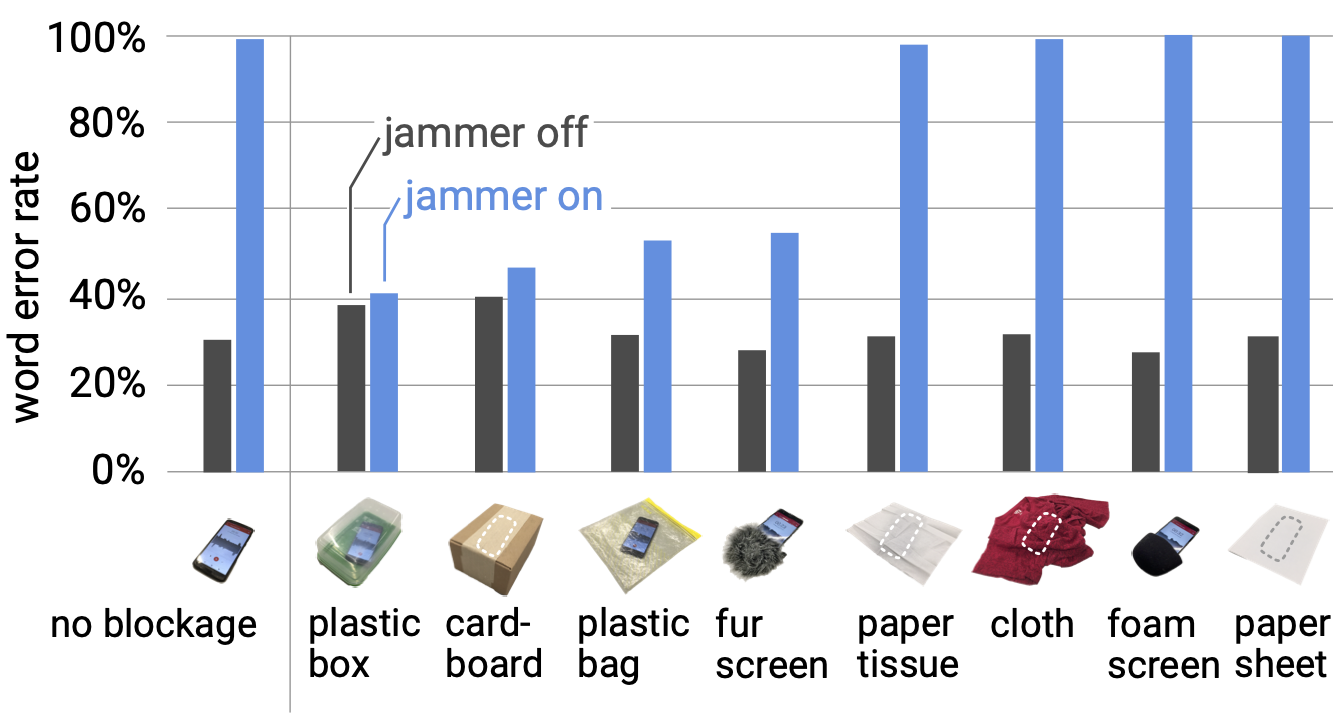 100%
80%
60%
40%
20%
0%
word error rate
jammer off
jammer on
no blockage
plastic
box
card-
board
plastic
bag
fur
screen
paper
tissue
cloth
foam
screen
paper
sheet